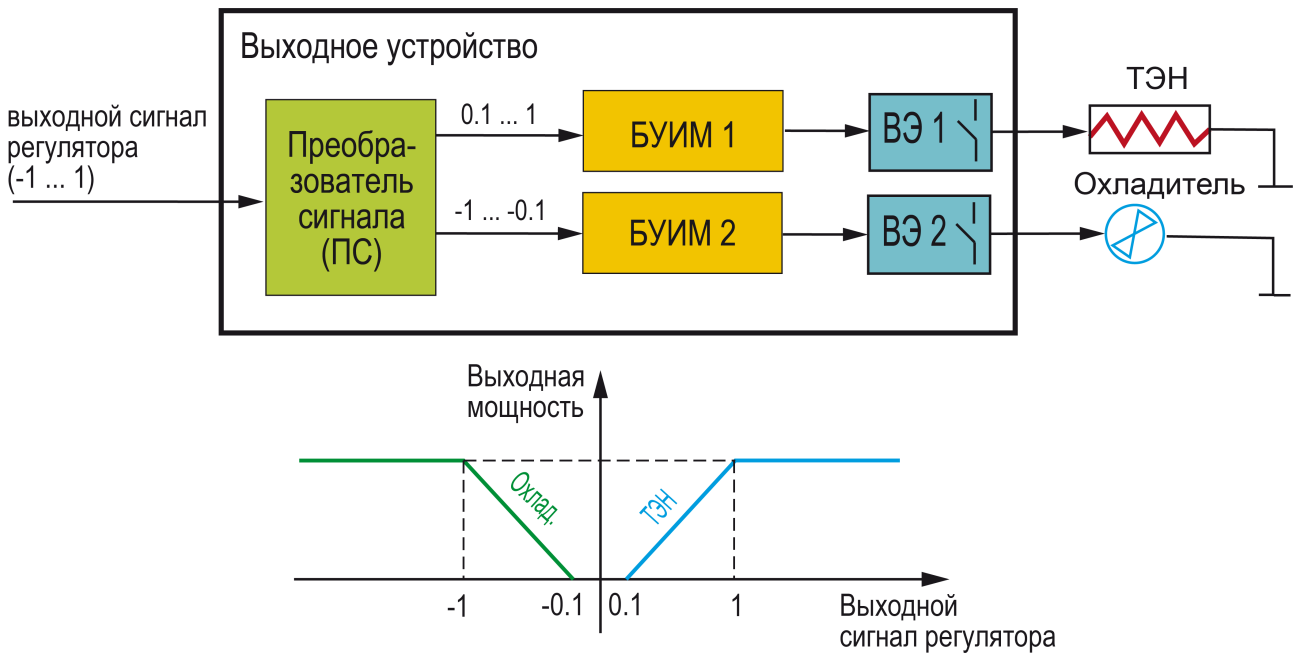 Выходное устройство
выходной сигнал
регулятора
(-1 ... 1)
Преобра-
зователь
сигнала
(ПС)
0.1 ... 1
-1 ... -0.1
БУИМ 1
БУИМ 2
ВЭ 1
ВЭ 2
ТЭН
Охладитель
Выходная
мощность
Охлад.
ТЭН
-1
-0.1
0.1
1
Выходной
сигнал регулятора